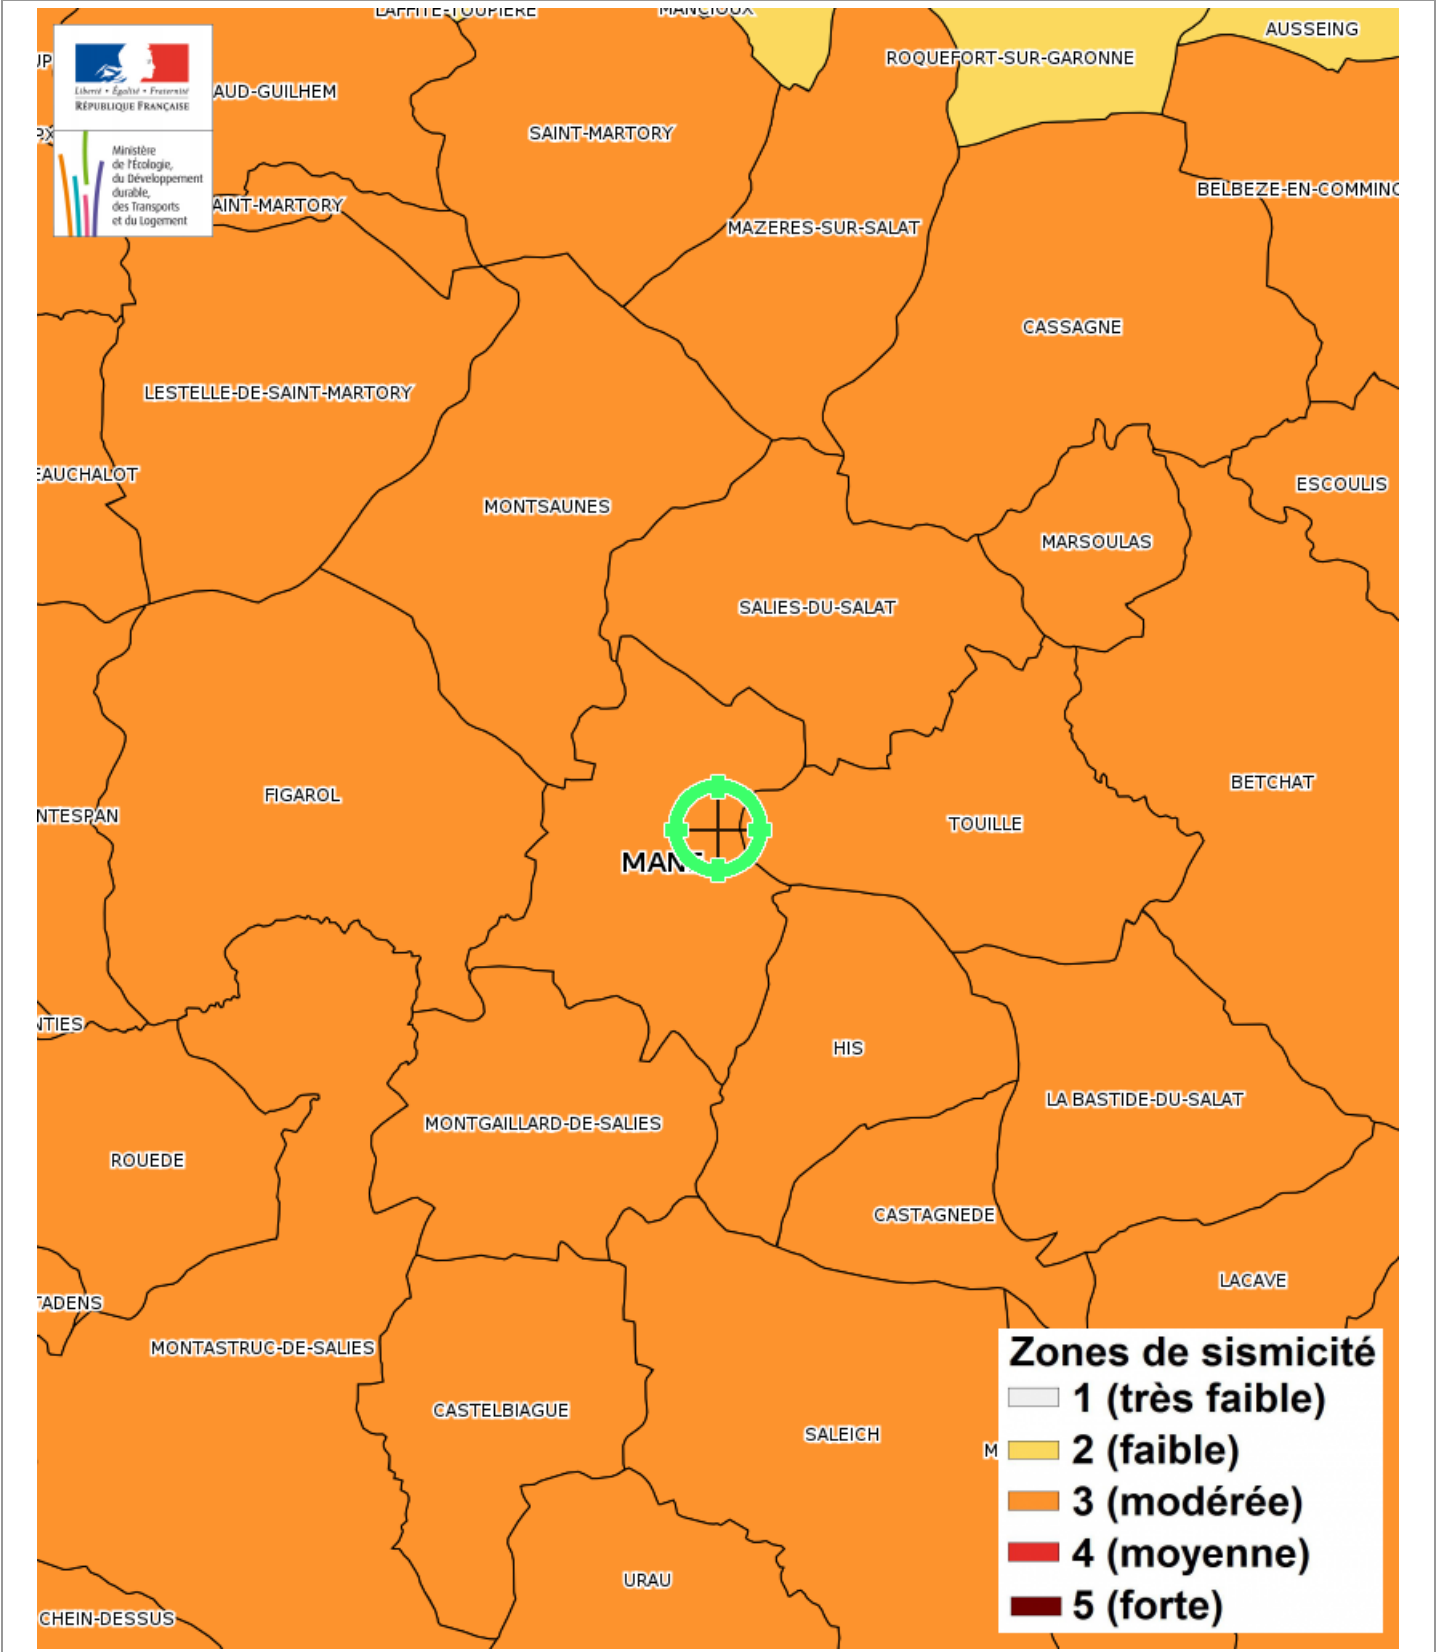 LAFFITE-TOUPIERE
MANCIOUX
AUSSEING
ROQUEFORT-SUR-GARONNE
Liberté • Égalité • Fraternité
RÉPUBLIQUE FRANÇAISE
AUD-GUILHEM
SAINT-MARTORY
Ministère
de l'Écologie,
du Développement
durable,
des Transports
et du Logement
BELBEZE-EN-COMMING
AINT-MARTORY
MAZERES-SUR-SALAT
CASSAGNE
LESTELLE-DE-SAINT-MARTORY
EAUCHALOT
ESCOULIS
MONTSAUNES
MARSOULAS
SALIES-DU-SALAT
BETCHAT
FIGAROL
NTESPAN
TOUILLE
MANE
NTIES
HIS
LA BASTIDE-DU-SALAT
MONTGAILLARD-DE-SALIES
ROUEDE
CASTAGNEDE
LACAVE
TADENS
MONTASTRUC-DE-SALIES
CASTELBIAGUE
SALEICH
M
URAU
CHEIN-DESSUS
Zones de sismicité
1 (très faible)
2 (faible)
3 (modérée)
4 (moyenne)
5 (forte)